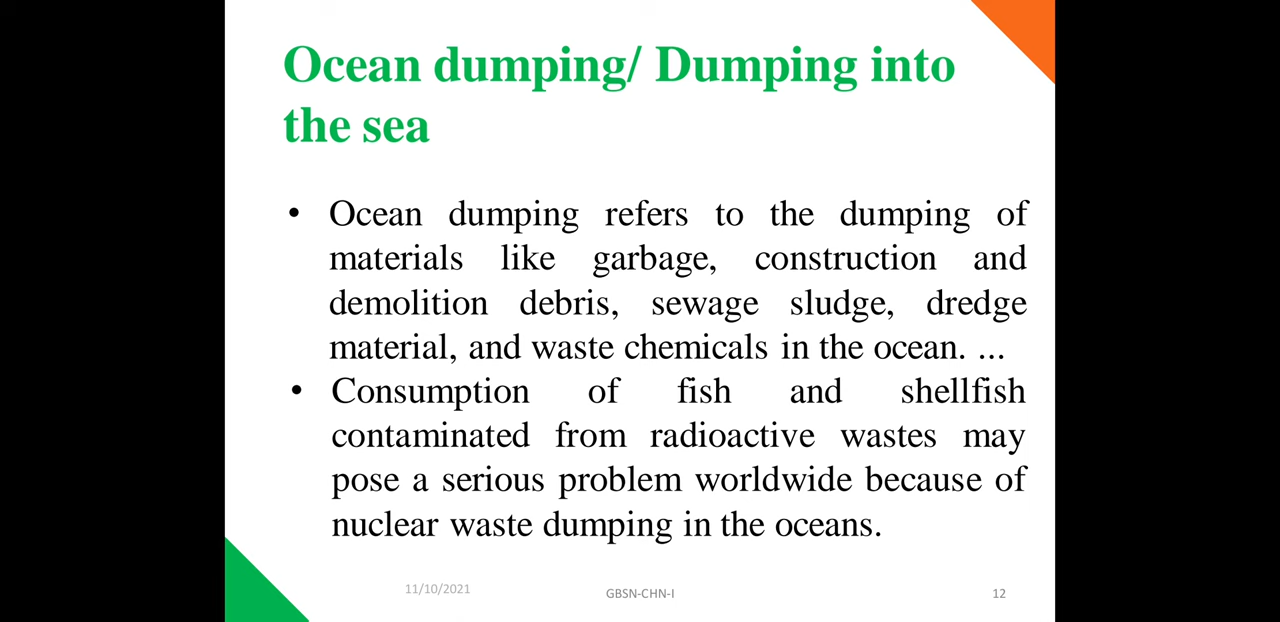 Ocean dumping/ Dumping into
the sea
• Ocean dumping refers to the dumping of
materials like garbage, construction and
demolition debris, sewage sludge, dredge
material, and waste chemicals in the ocean. ...
• Consumption of fish and shellfish
contaminated from radioactive wastes may
pose a serious problem worldwide because of
nuclear waste dumping in the oceans.
11/10/2021
GBSN-CHN-I
12